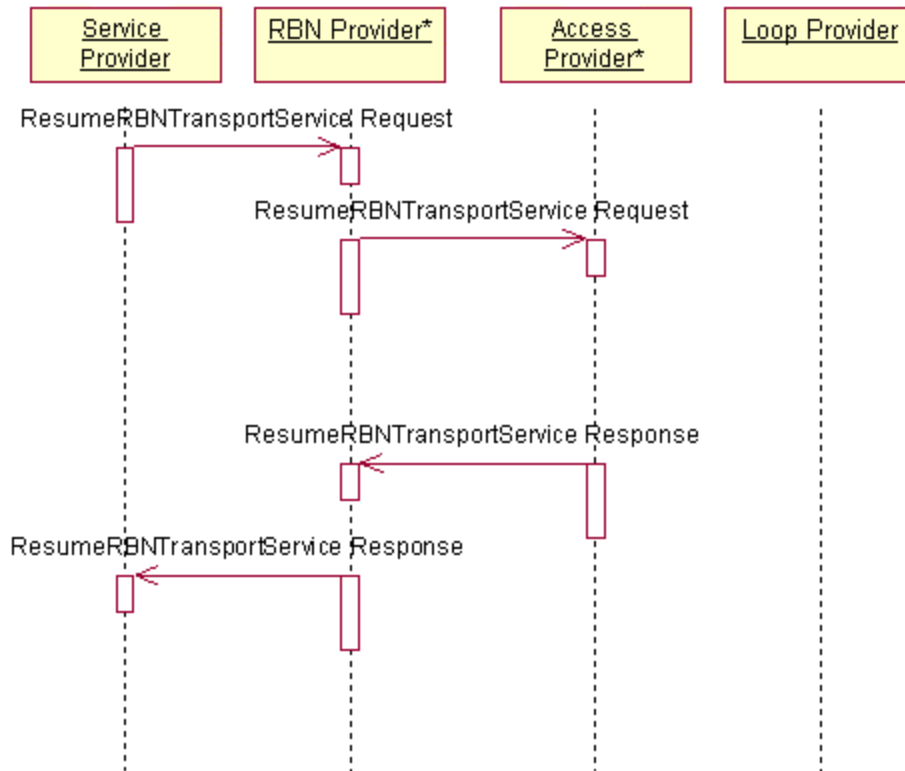 Service
Provider
RBN Provider*
Access
Provider*
Loop Provider
ResumeRBNTransportService Request
ResumeRBNTransportService Request
ResumeRBNTransportService Response
ResumeRBNTransportService Response